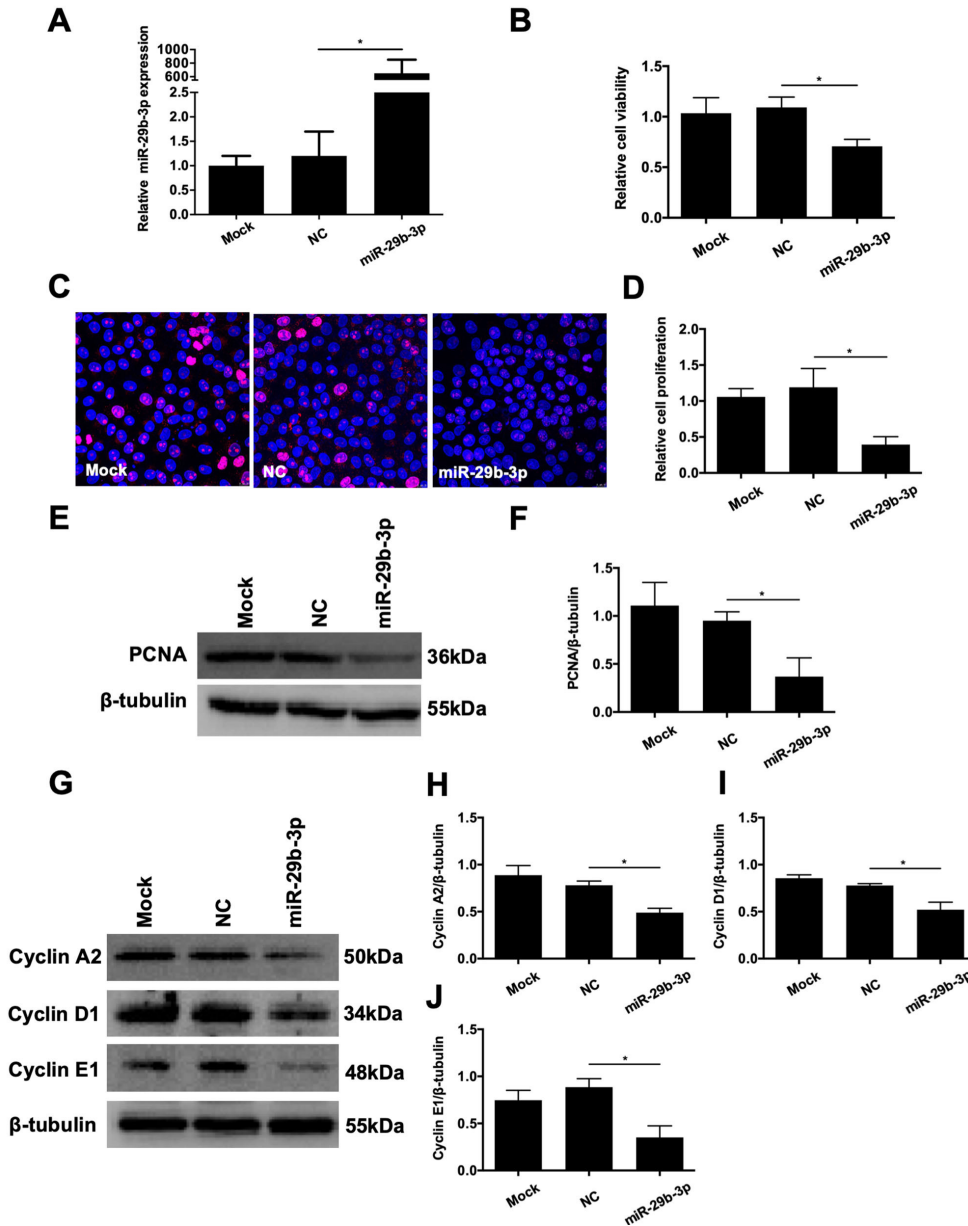 A
Relative miR-29b-3p expression
1000
800
600
2.5
2.0
1.5
1.0
0.5
0.0
*
Mock
NC
miR-29b-3p
B
Relative cell viability
1.5
1.0
0.5
0.0
*
Mock
NC
miR-29b-3p
C
Mock
NC
miR-29b-3p
D
Relative cell proliferation
2.0
1.5
1.0
0.5
0.0
*
Mock
NC
miR-29b-3p
E
Mock
NC
miR-29b-3p
PCNA
36kDa
β-tubulin
55kDa
F
PCNA/β-tubulin
1.5
1.0
0.5
0.0
*
Mock
NC
miR-29b-3p
G
Mock
NC
miR-29b-3p
Cyclin A2
50kDa
Cyclin D1
34kDa
Cyclin E1
48kDa
β-tubulin
55kDa
H
Cyclin A2/β-tubulin
1.5
1.0
0.5
0.0
*
Mock
NC
miR-29b-3p
I
Cyclin D1/β-tubulin
1.5
1.0
0.5
0.0
*
Mock
NC
miR-29b-3p
J
Cyclin E1/β-tubulin
1.5
1.0
0.5
0.0
*
Mock
NC
miR-29b-3p